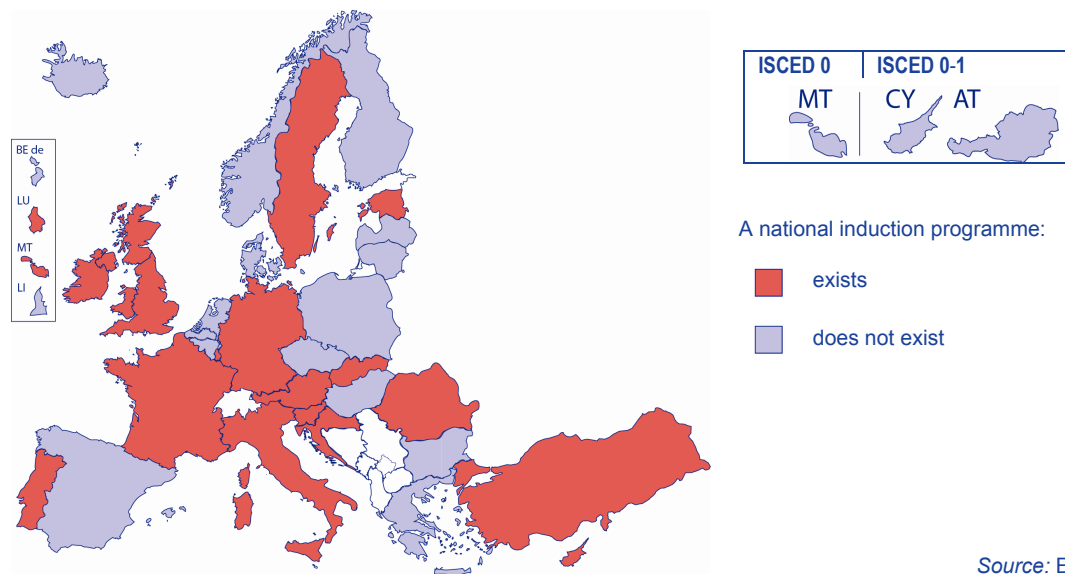 ISCED 0 ISCED 0-1
MT CY AT
BE de
LU
MT
LI
A national induction programme:
exists
does not exist
Source: E